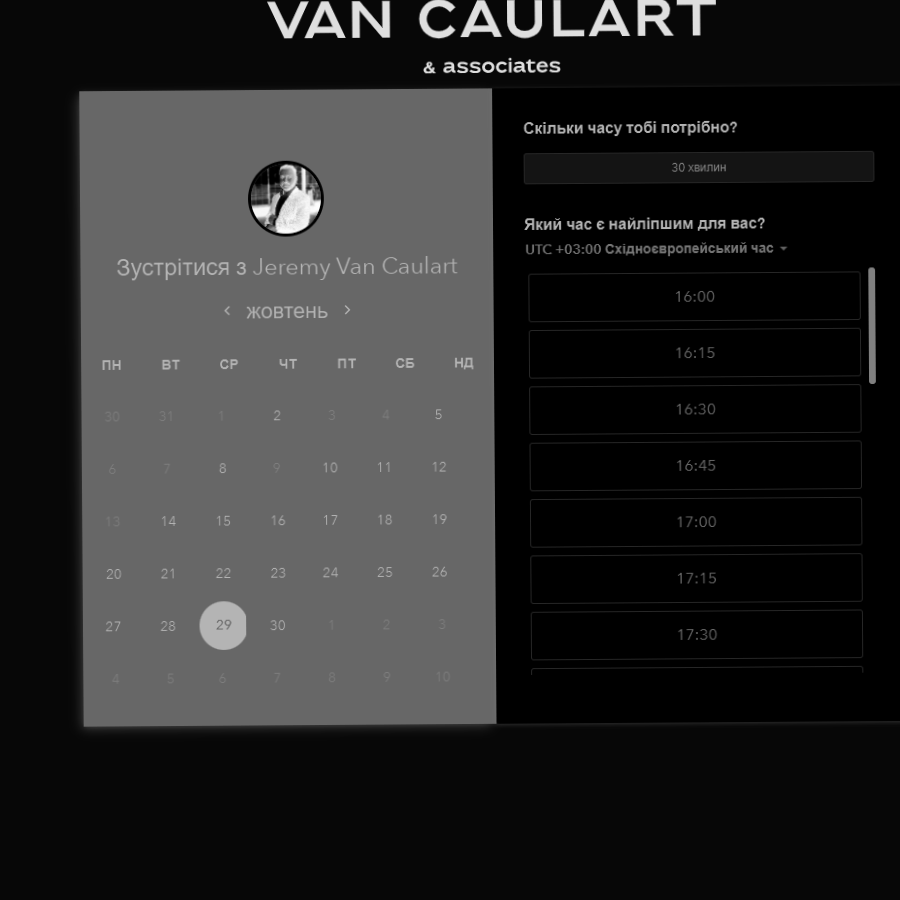 VAN CAULART
& associates
Зустрітися з Jeremy Van Caulart
жовтень
ПН ВТ СР ЧТ ПТ СБ НД
30 31 1 2 3 4 5
6 7 8 9 10 11 12
13 14 15 16 17 18 19
20 21 22 23 24 25 26
27 28 29 30 1 2 3
4 5 6 7 8 9 10
Скільки часу тобі потрібно?
30 хвилин
Який час є найліпшим для вас?
UTC +03:00 Східноєвропейський час
16:00
16:15
16:30
16:45
17:00
17:15
17:30